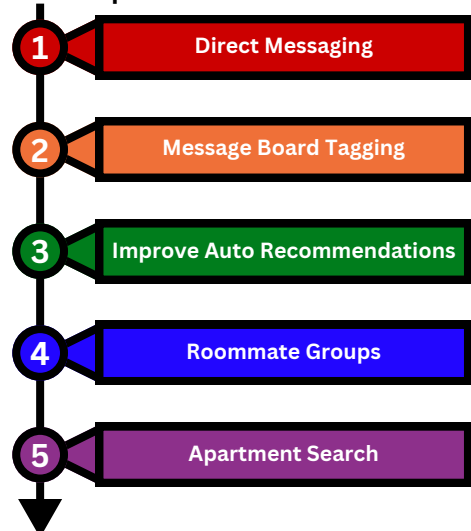 1
Direct Messaging
2
Message Board Tagging
3
Improve Auto Recommendations
4
Roommate Groups
5
Apartment Search